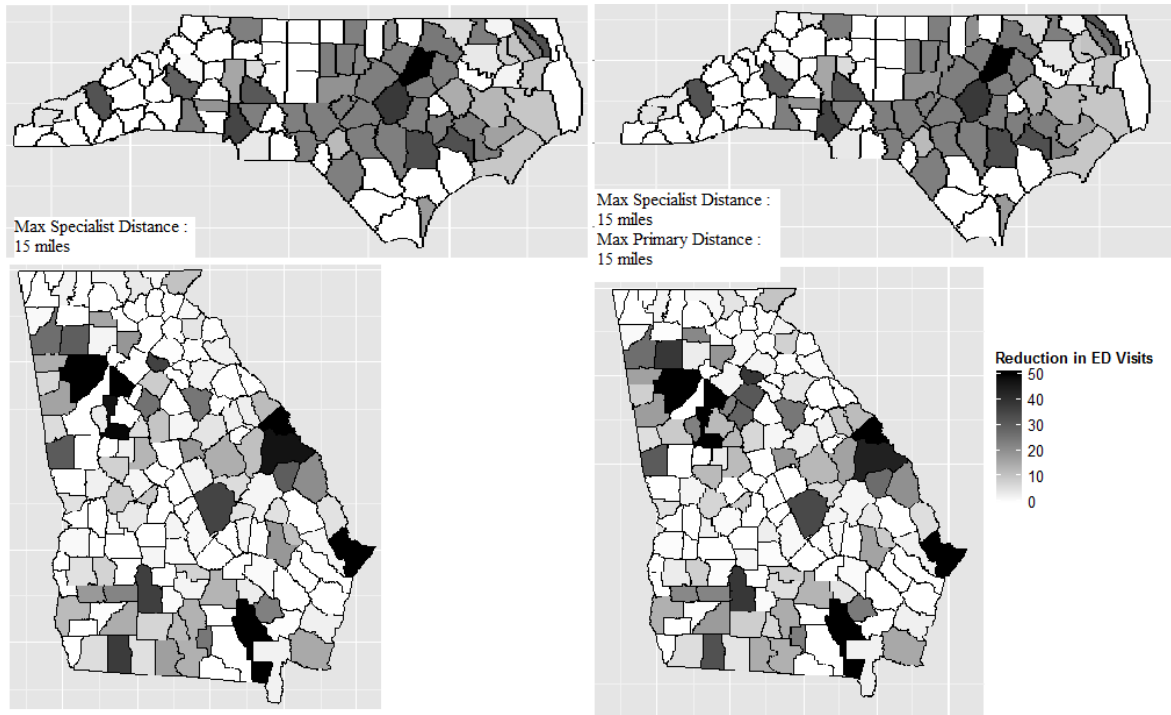 Max Specialist Distance :
15 miles
Max Specialist Distance :
15 miles
Max Primary Distance :
15 miles
Reduction in ED Visits
50
40
30
20
10
0